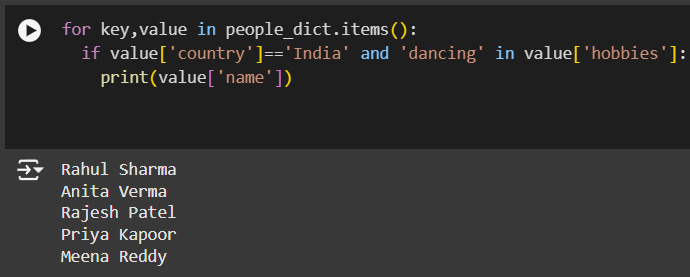 for key,value in people_dict.items():
  if value['country']=='India' and 'dancing' in value['hobbies']:
    print(value['name'])
Rahul Sharma
Anita Verma
Rajesh Patel
Priya Kapoor
Meena Reddy